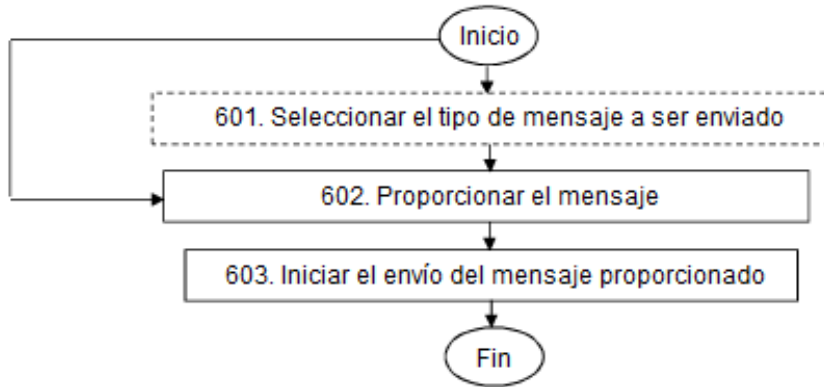 Inicio
601. Seleccionar el tipo de mensaje a ser enviado
602. Proporcionar el mensaje
603. Iniciar el envío del mensaje proporcionado
Fin